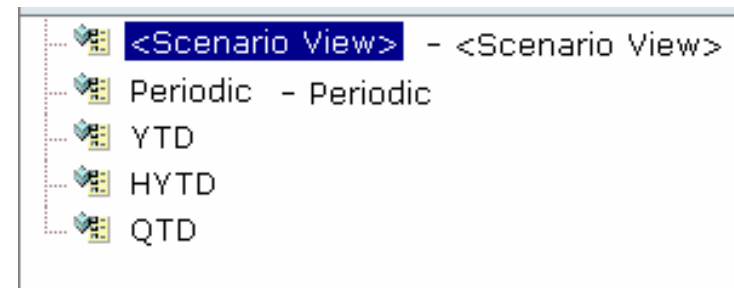 <Scenario View> - <Scenario View>
Periodic - Periodic
YTD
HYTD
QTD